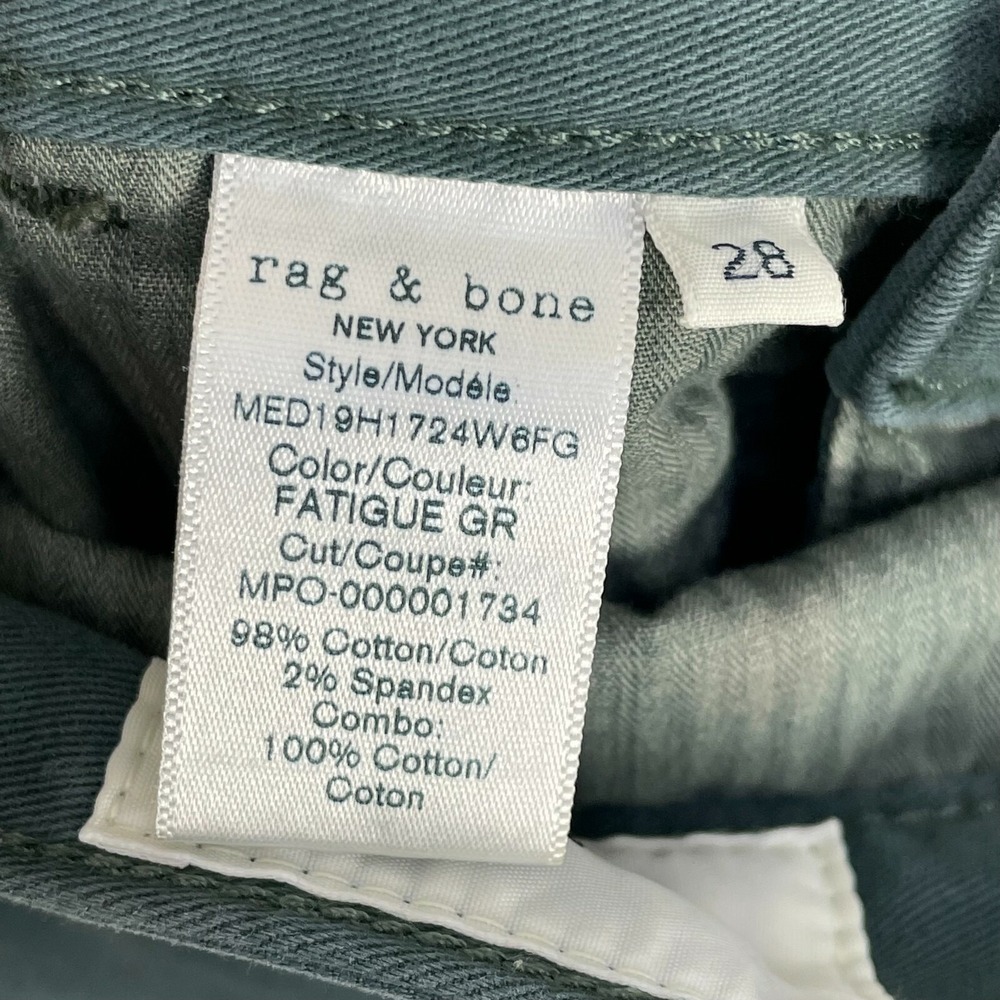 rag & bone
NEW YORK
Style/Modéle
MED19H1724W6FG
Color/Couleur:
FATIGUE GR
Cut/Coupe#:
MPO-000001734
98% Cotton/Coton
2% Spandex
Combo:
100% Cotton/
Coton
28